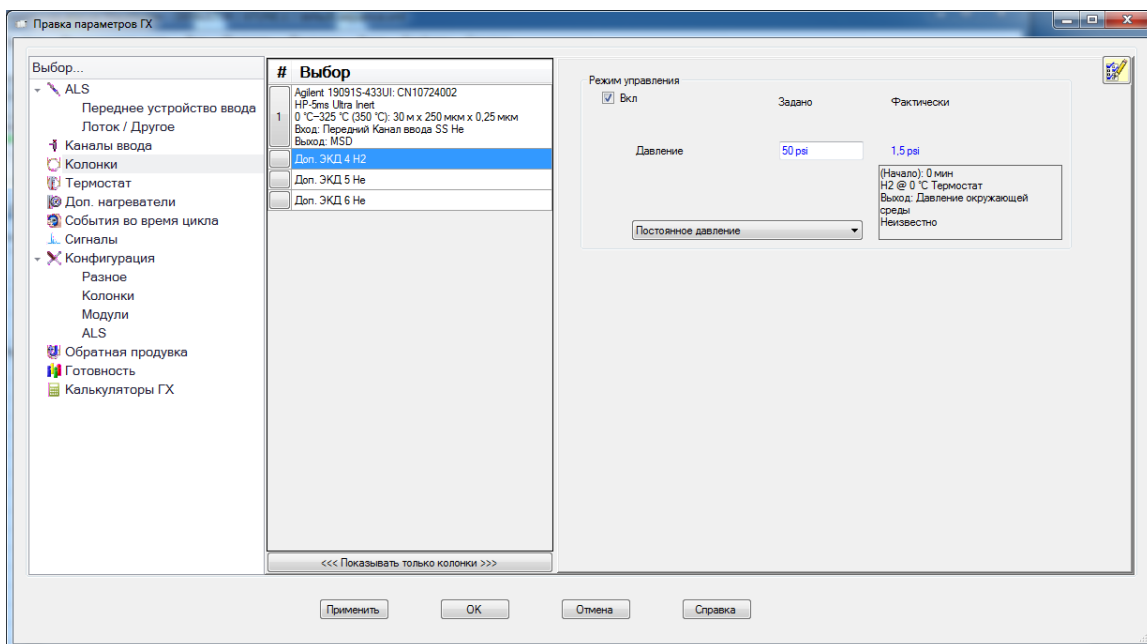 Правка параметров ГХ
Выбор...
ALS
Переднее устройство ввода
Лоток / Другое
Каналы ввода
Колонки
Термостат
Доп. нагреватели
События во время цикла
Сигналы
Конфигурация
Разное
Колонки
Модули
ALS
Обратная продувка
Готовность
Калькуляторы ГХ
# Выбор
1
Agilent 19091S-433UI: CN10724002
HP-5ms Ultra Inert
0 °C–325 °C (350 °C): 30 м x 250 мкм x 0,25 мкм
Вход: Передний Канал ввода SS He
Выход: MSD
Доп. ЭКД 4 H2
Доп. ЭКД 5 He
Доп. ЭКД 6 He
<<< Показывать только колонки >>>
Режим управления
Вкл
Задано
Фактически
Давление
50 psi
1,5 psi
(Начало): 0 мин
H2 @ 0 °C Термостат
Выход: Давление окружающей
среды
Неизвестно
Постоянное давление
Применить
OK
Отмена
Справка